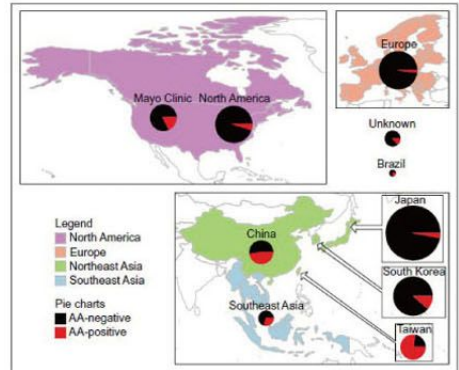 Mayo Clinic
North America
Europe
Unknown
Brazil
Legend
North America
Europe
Northeast Asia
Southeast Asia
Pie charts
AA-negative
AA-positive
China
Southeast Asia
Japan
South Korea
Taiwan